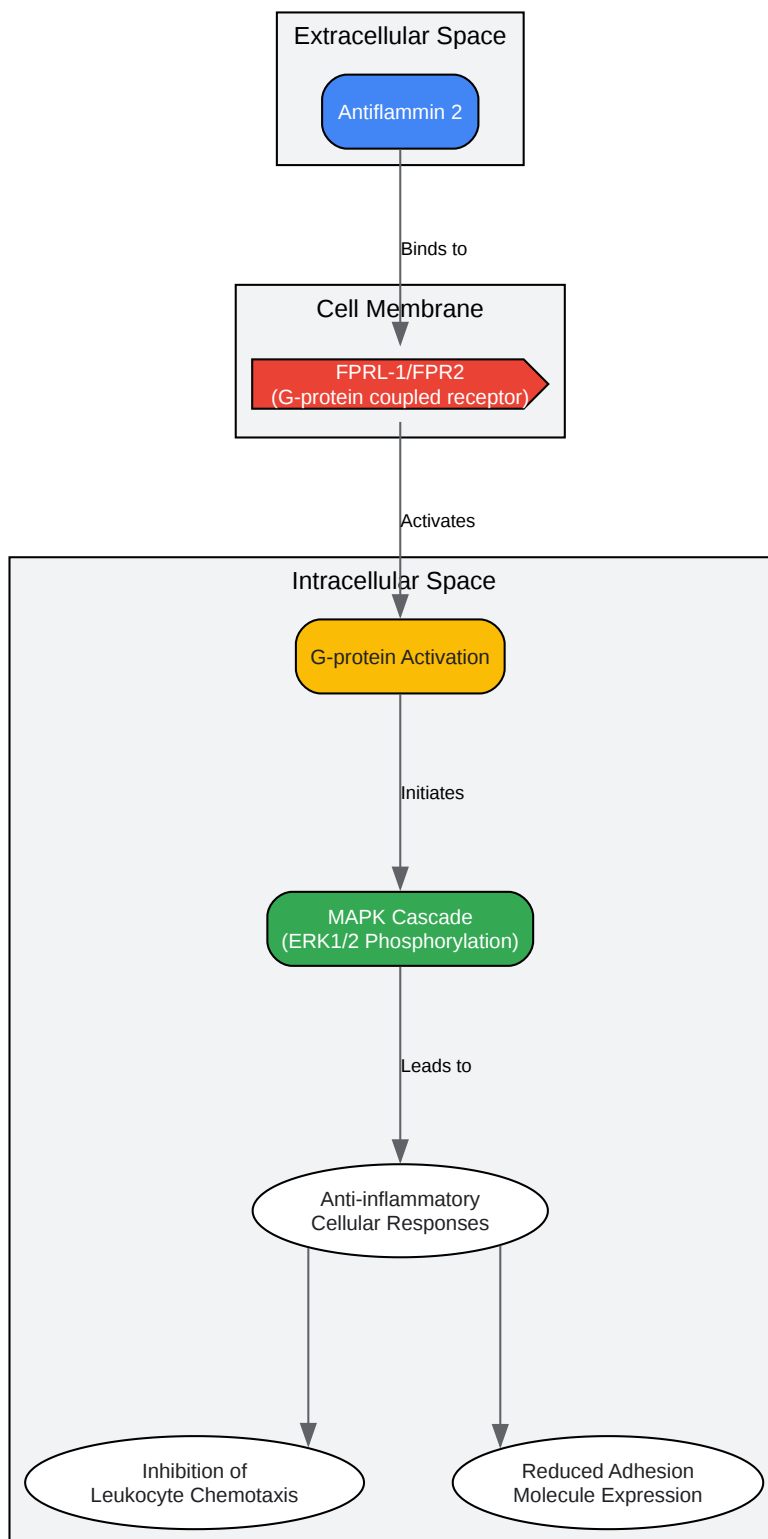 Extracellular Space
Antiflammin 2
Binds to
Cell Membrane
FPRL-1/FPR2
(G-protein coupled receptor)
Activates
Intracellular Space
G-protein Activation
Initiates
MAPK Cascade
(ERK1/2 Phosphorylation)
Leads to
Anti-inflammatory
Cellular Responses
Inhibition of
Leukocyte Chemotaxis
Reduced Adhesion
Molecule Expression